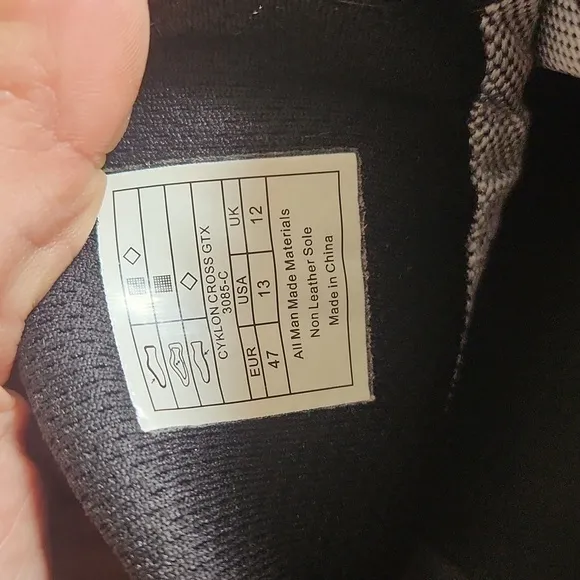 CYKLON CROSS GTX
3085-C
EUR USA UK
47 13 12
All Man Made Materials
Non Leather Sole
Made in China